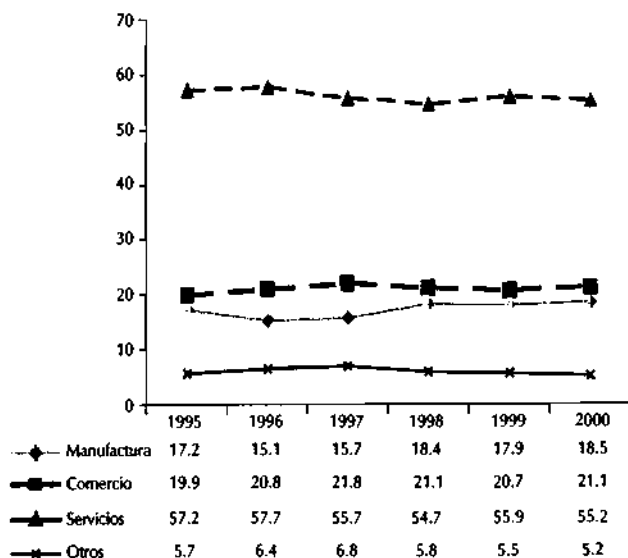 70
60
50
40
30
20
10
0
1995 1996 1997 1998 1999 2000
Manufactura 17.2 15.1 15.7 18.4 17.9 18.5
Comercio 19.9 20.8 21.8 21.1 20.7 21.1
Servicios 57.2 57.7 55.7 54.7 55.9 55.2
Otros 5.7 6.4 6.8 5.8 5.5 5.2